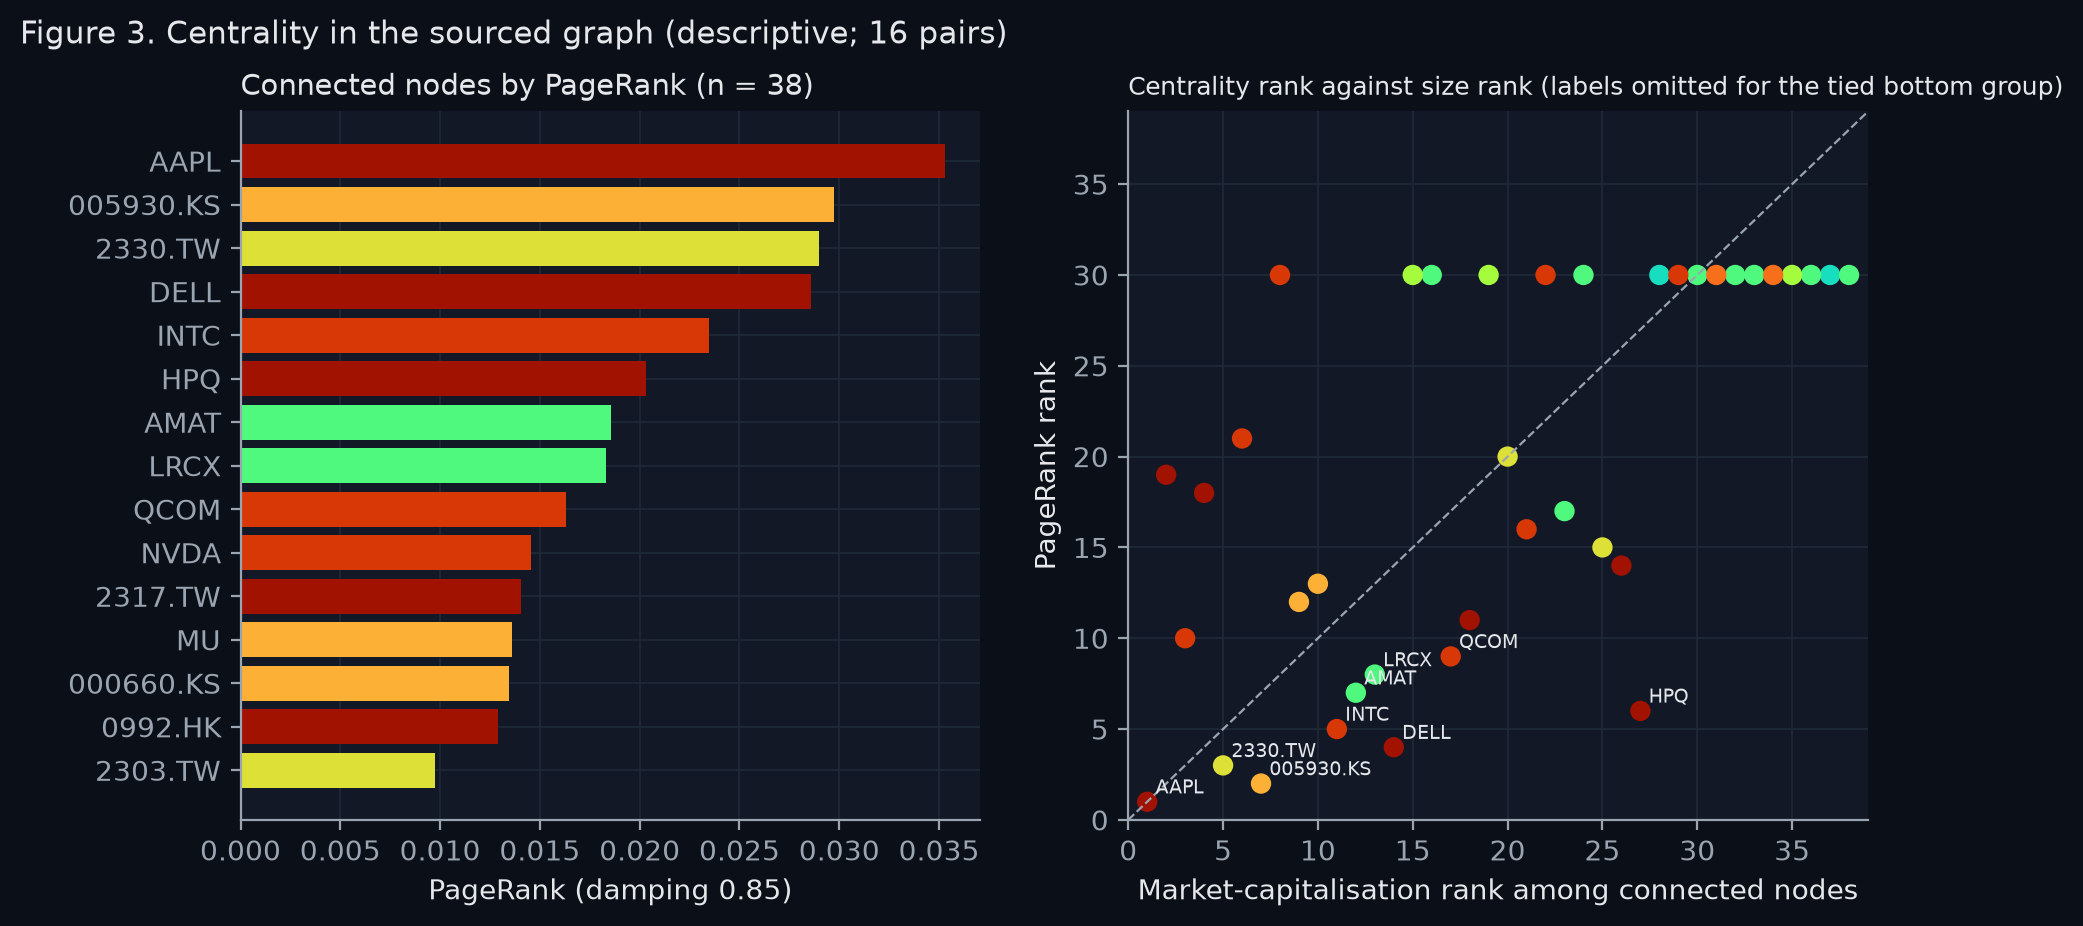 Figure 3. Centrality in the sourced graph (descriptive; 16 pairs)
Connected nodes by PageRank (n = 38)
AAPL
005930.KS
2330.TW
DELL
INTC
HPQ
AMAT
LRCX
QCOM
NVDA
2317.TW
MU
000660.KS
0992.HK
2303.TW
0.000 0.005 0.010 0.015 0.020 0.025 0.030 0.035
PageRank (damping 0.85)
Centrality rank against size rank (labels omitted for the tied bottom group)
PageRank rank
35
30
25
20
15
10
5
0
QCOM
LRCX
AMAT
HPQ
INTC
DELL
2330.TW
005930.KS
AAPL
0 5 10 15 20 25 30 35
Market-capitalisation rank among connected nodes